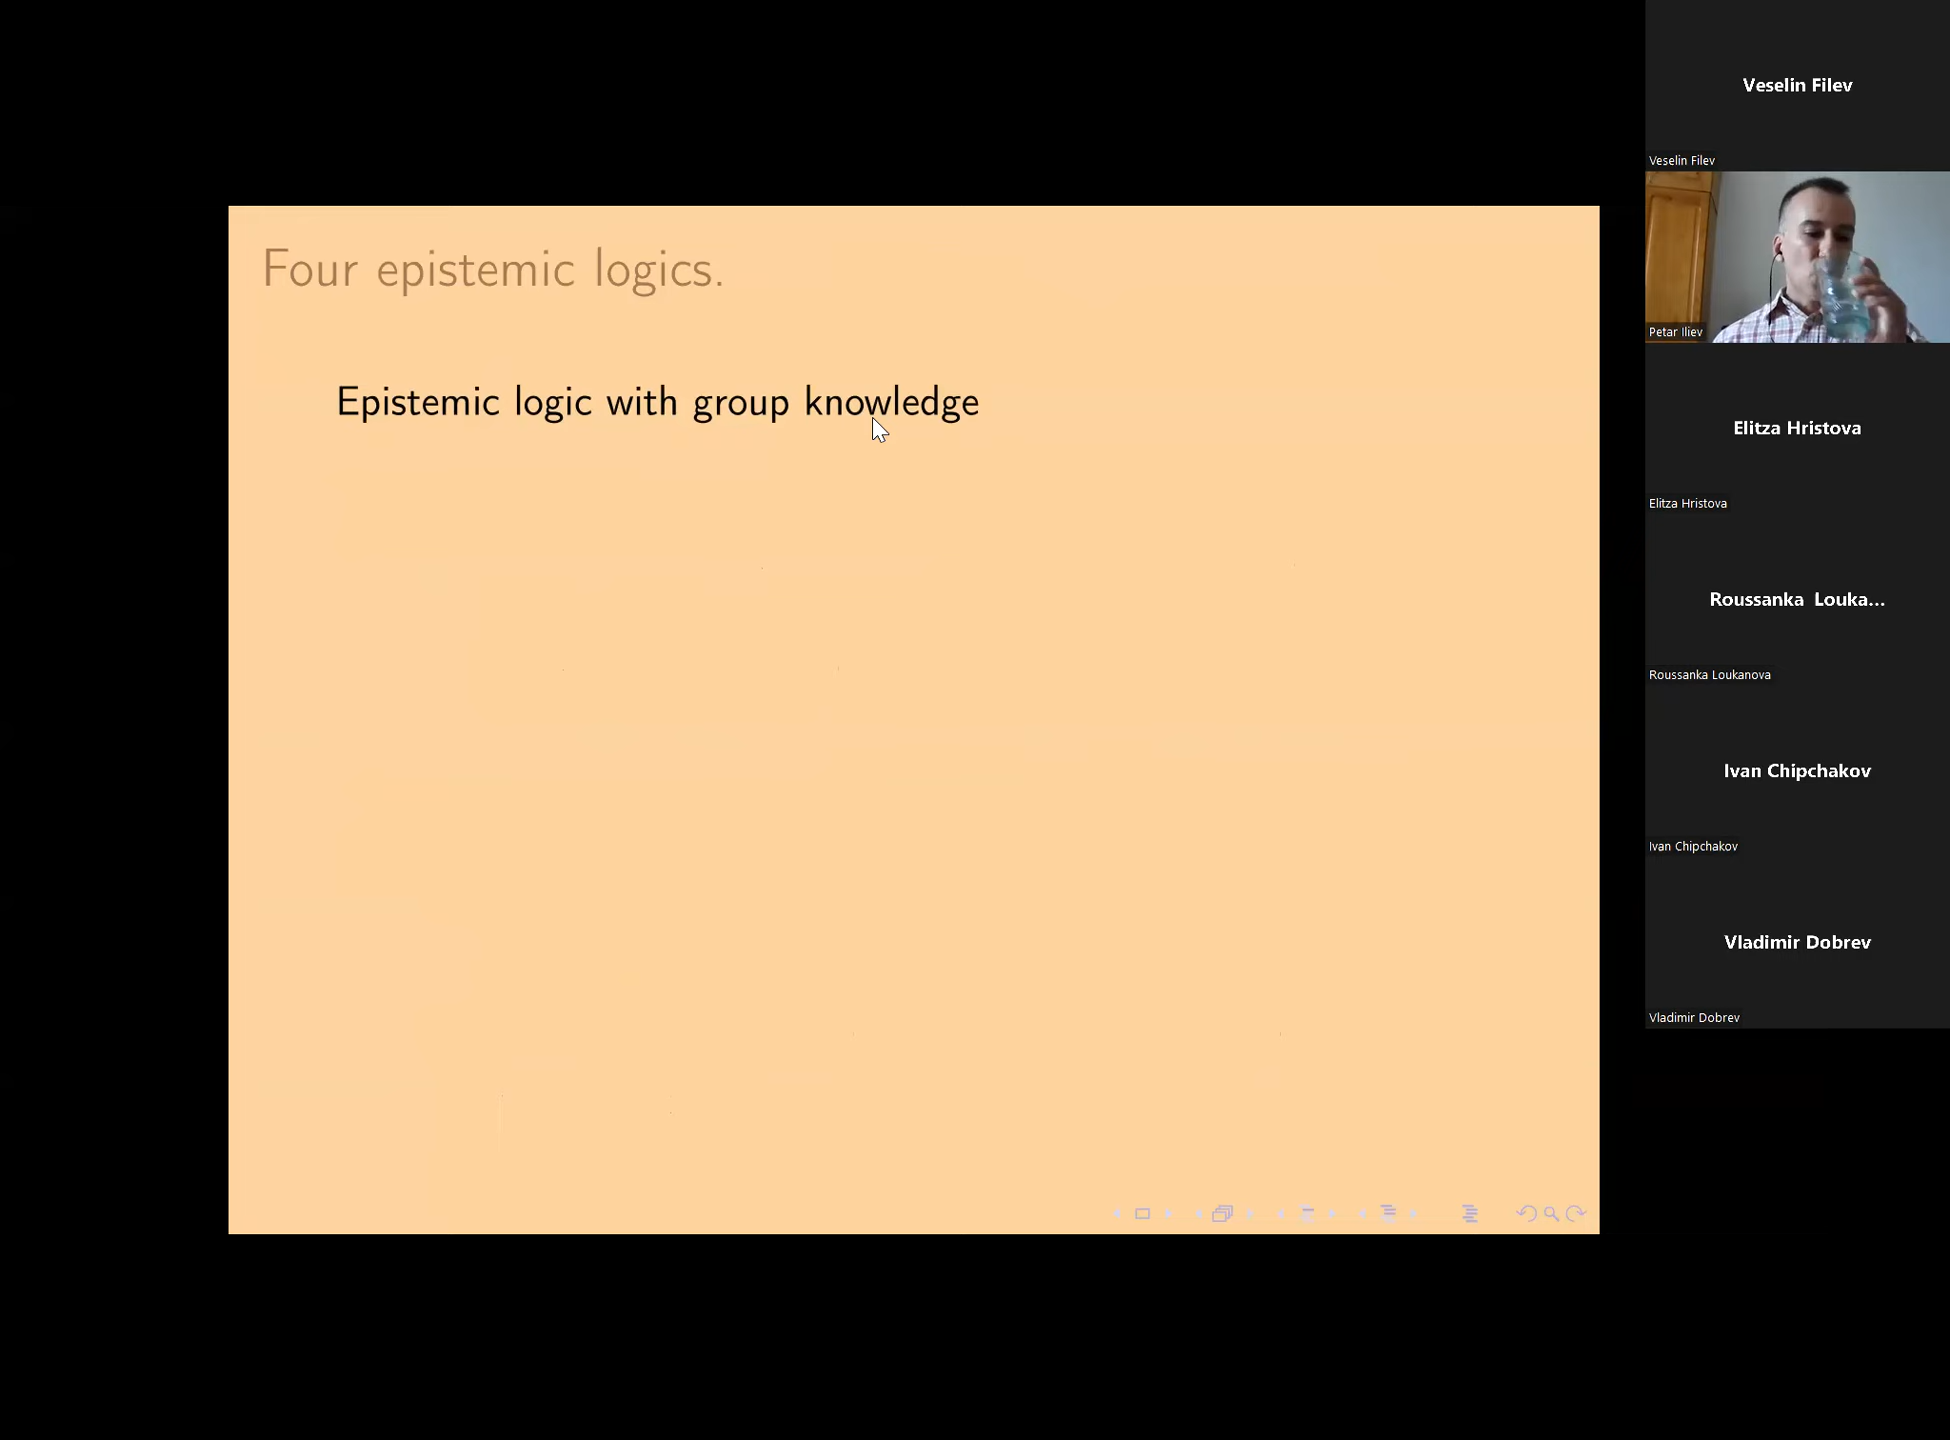 Four epistemic logics.
Epistemic logic with group knowledge
Veselin Filev
Veselin Filev
Petar Iliev
Elitza Hristova
Elitza Hristova
Roussanka Louka...
Roussanka Loukanova
Ivan Chipchakov
Ivan Chipchakov
Vladimir Dobrev
Vladimir Dobrev